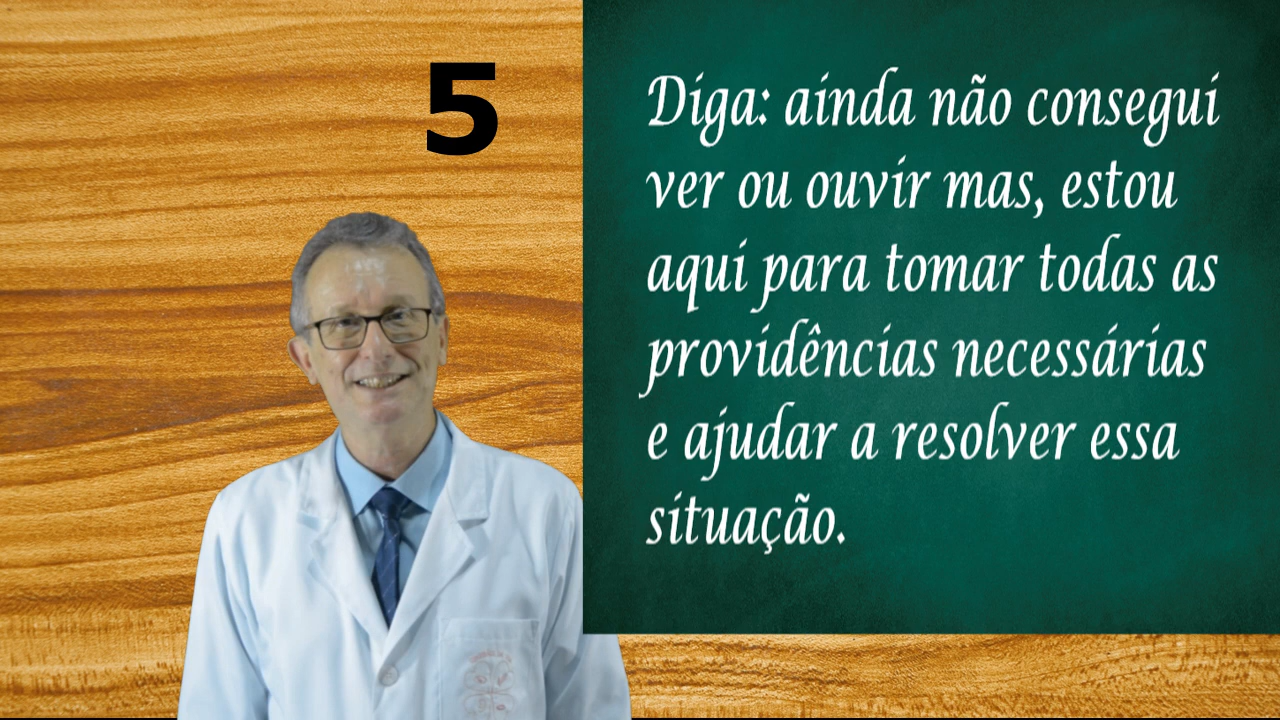 5
Diga: ainda não consegui
ver ou ouvir mas, estou
aqui para tomar todas as
providências necessárias
e ajudar a resolver essa
situação.